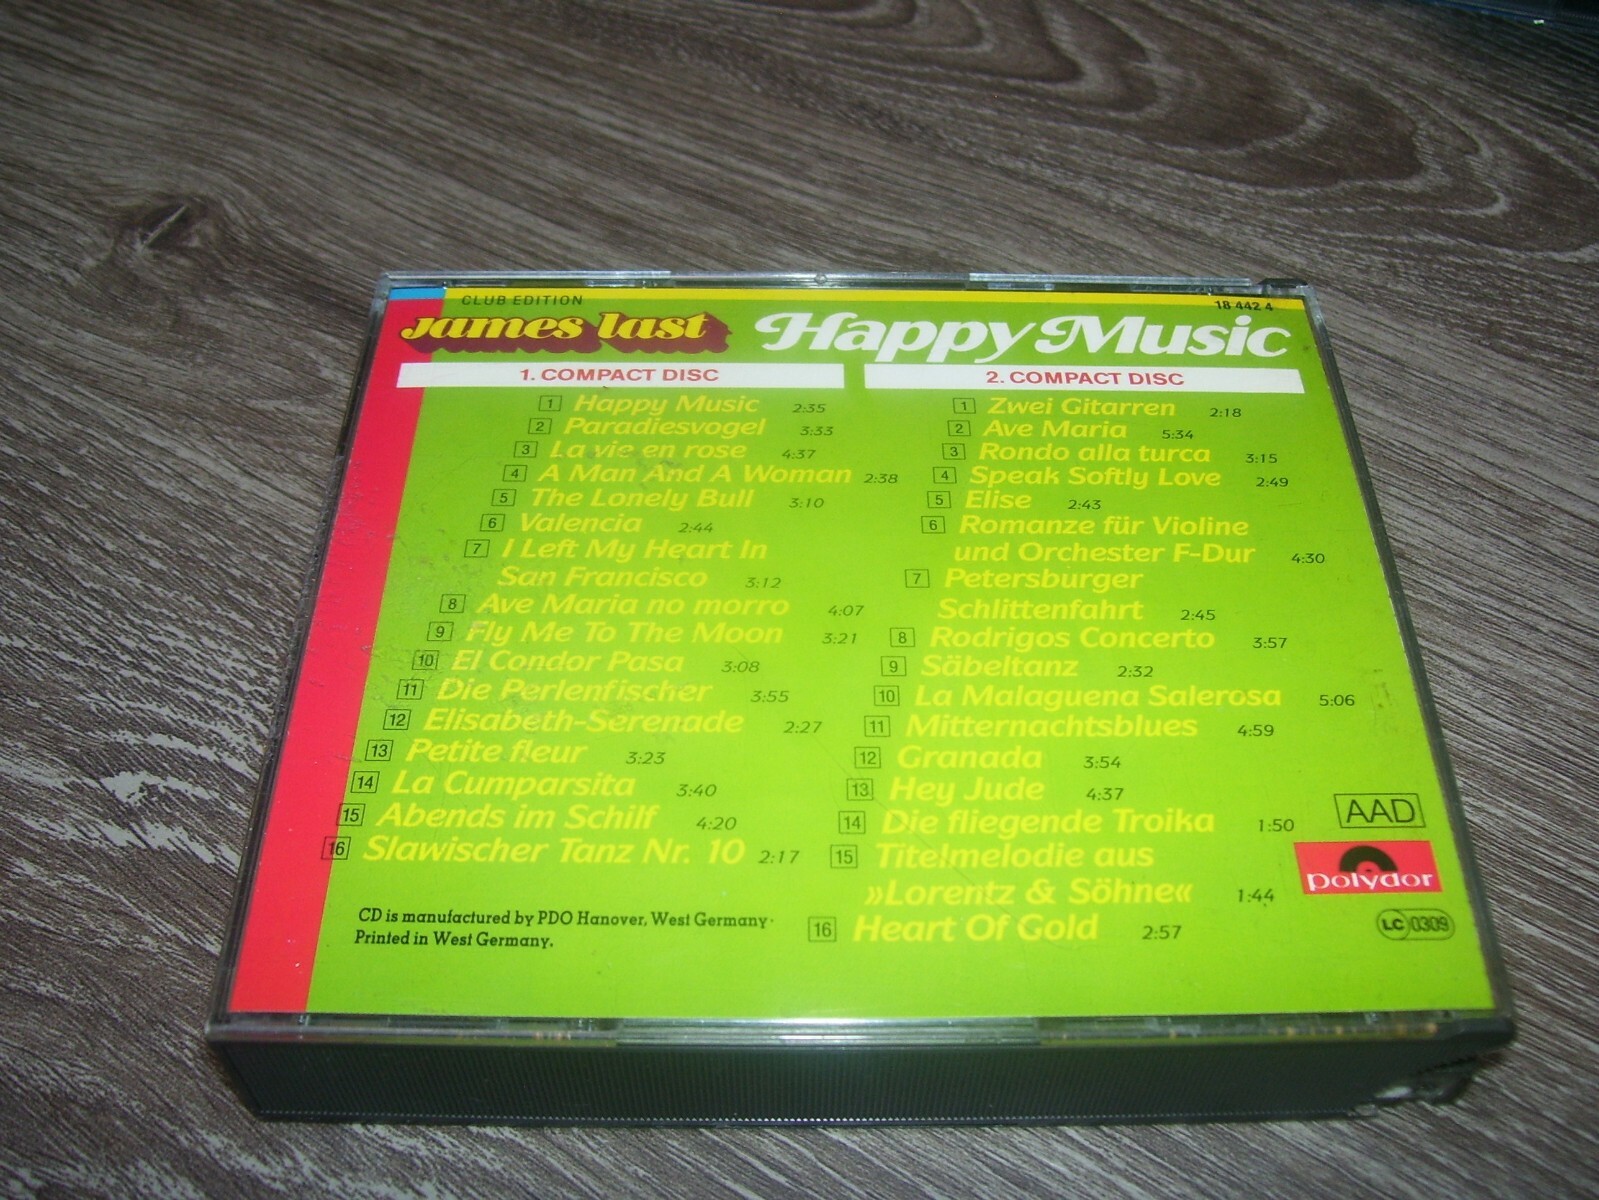 CLUB EDITION
18 442 4
James Last Happy Music
1. COMPACT DISC
1 Happy Music 2:35
2 Paradiesvogel 3:33
3 La vie en rose 4:37
4 A Man And A Woman 2:38
5 The Lonely Bull 3:10
6 Valencia 2:44
7 I Left My Heart In
San Francisco 3:12
8 Ave Maria no morro 4:07
9 Fly Me To The Moon 3:21
10 El Condor Pasa 3:08
11 Die Perlenfischer 3:55
12 Elisabeth-Serenade 2:27
13 Petite fleur 3:23
14 La Cumparsita 3:40
15 Abends im Schilf 4:20
16 Slawischer Tanz Nr. 10 2:17
CD is manufactured by PDO Hanover, West Germany.
Printed in West Germany.
2. COMPACT DISC
1 Zwei Gitarren 2:18
2 Ave Maria 5:34
3 Rondo alla turca 3:15
4 Speak Softly Love 2:49
5 Elise 2:43
6 Romanze für Violine
und Orchester F-Dur 4:30
7 Petersburger
Schlittenfahrt 2:45
8 Rodrigos Concerto 3:57
9 Säbeltanz 2:32
10 La Malaguena Salerosa 5:06
11 Mitternachtsblues 4:59
12 Granada 3:54
13 Hey Jude 4:37
14 Die fliegende Troika 1:50
15 Titelmelodie aus
»Lorentz & Söhne« 1:44
16 Heart Of Gold 2:57
AAD
polydor
LC 0309